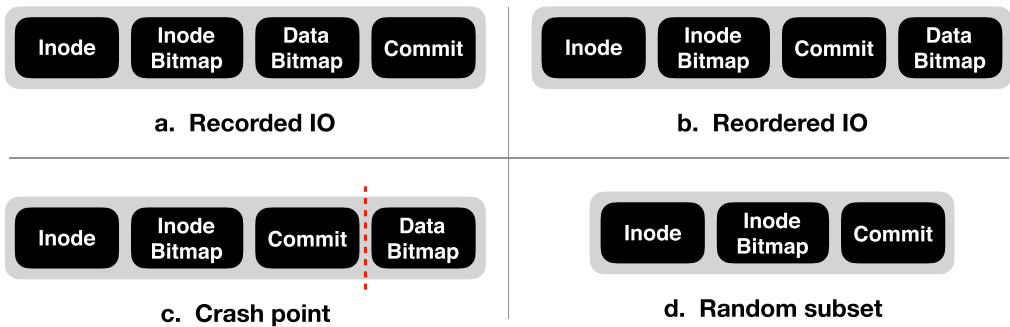 Inode
Inode
Bitmap
Data
Bitmap
Commit
a. Recorded IO
Inode
Inode
Bitmap
Commit
Data
Bitmap
b. Reordered IO
Inode
Inode
Bitmap
Commit
Data
Bitmap
c. Crash point
Inode
Inode
Bitmap
Commit
d. Random subset